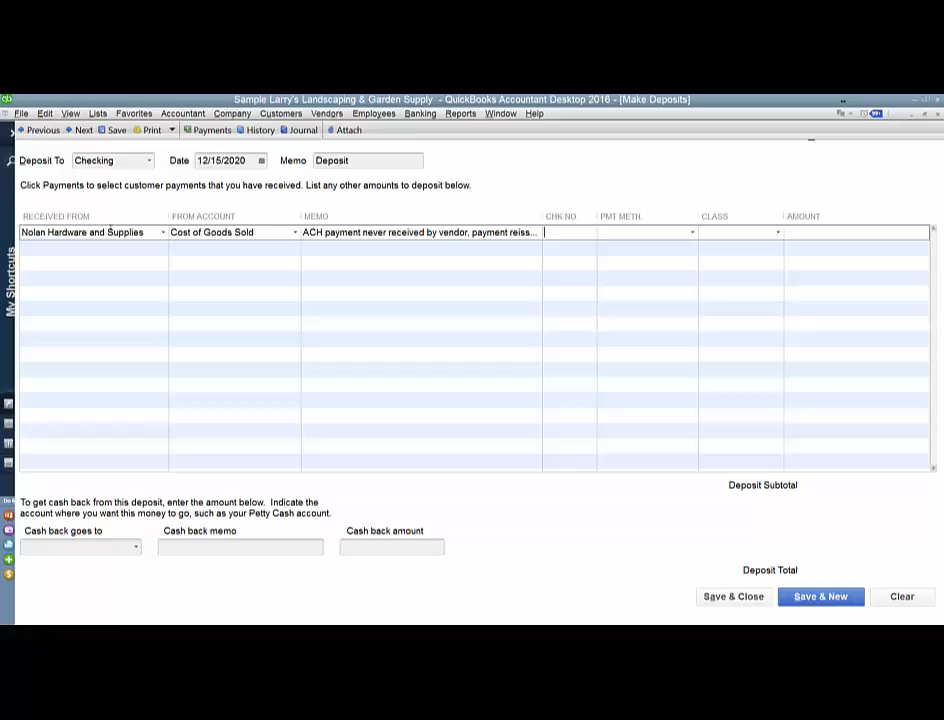 Sample Larry's Landscaping & Garden Supply - QuickBooks Accountant Desktop 2016 - [Make Deposits]
File Edit View Lists Favorites Accountant Company Customers Vendors Employees Banking Reports Window Help
Previous Next Save Print Payments History Journal Attach
Deposit To Checking Date 12/15/2020 Memo Deposit
Click Payments to select customer payments that you have received. List any other amounts to deposit below.
RECEIVED FROM FROM ACCOUNT MEMO CHK NO. PMT METH. CLASS AMOUNT
Nolan Hardware and Supplies Cost of Goods Sold ACH payment never received by vendor, payment reiss...
My Shortcuts
Deposit Subtotal
To get cash back from this deposit, enter the amount below. Indicate the
account where you want this money to go, such as your Petty Cash account.
Cash back goes to Cash back memo Cash back amount
Deposit Total
Save & Close Save & New Clear